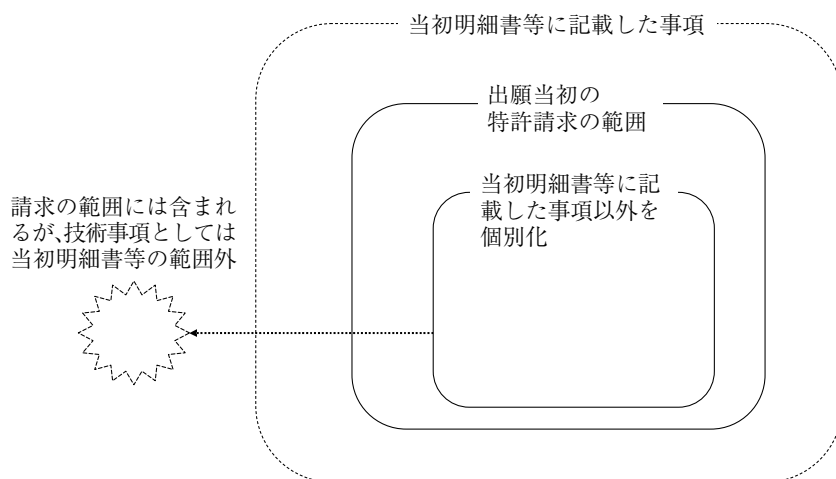 当初明細書等に記載した事項
出願当初の
特許請求の範囲
当初明細書等に記
載した事項以外を
個別化
請求の範囲には含まれ
るが、技術事項としては
当初明細書等の範囲外